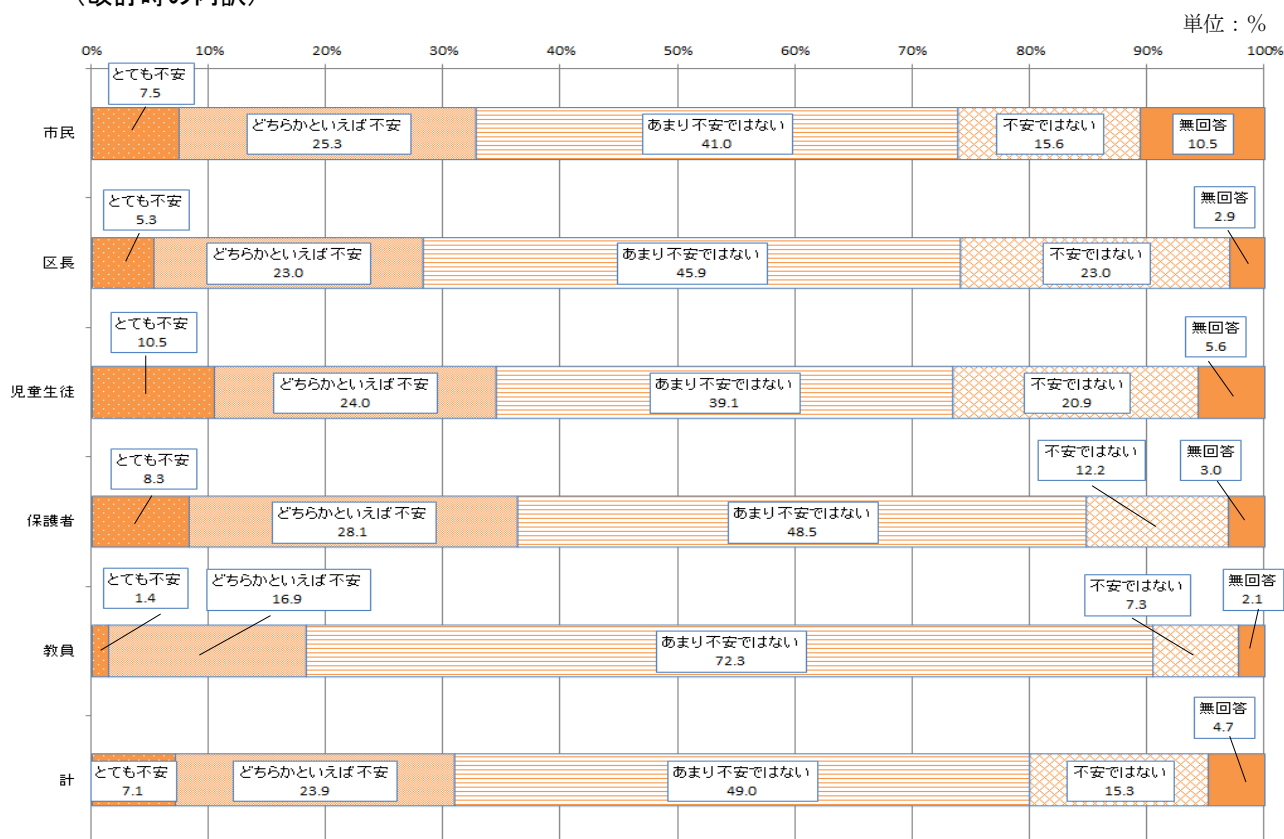 （改訂時の内訳）
単位：％
0% 10% 20% 30% 40% 50% 60% 70% 80% 90% 100%
市民
とても不安
7.5
どちらかといえば不安
25.3
あまり不安ではない
41.0
不安ではない
15.6
無回答
10.5
区長
とても不安
5.3
どちらかといえば不安
23.0
あまり不安ではない
45.9
不安ではない
23.0
無回答
2.9
児童生徒
とても不安
10.5
どちらかといえば不安
24.0
あまり不安ではない
39.1
不安ではない
20.9
無回答
5.6
保護者
とても不安
8.3
どちらかといえば不安
28.1
あまり不安ではない
48.5
不安ではない
12.2
無回答
3.0
教員
とても不安
1.4
どちらかといえば不安
16.9
あまり不安ではない
72.3
不安ではない
7.3
無回答
2.1
計
とても不安
7.1
どちらかといえば不安
23.9
あまり不安ではない
49.0
不安ではない
15.3
無回答
4.7